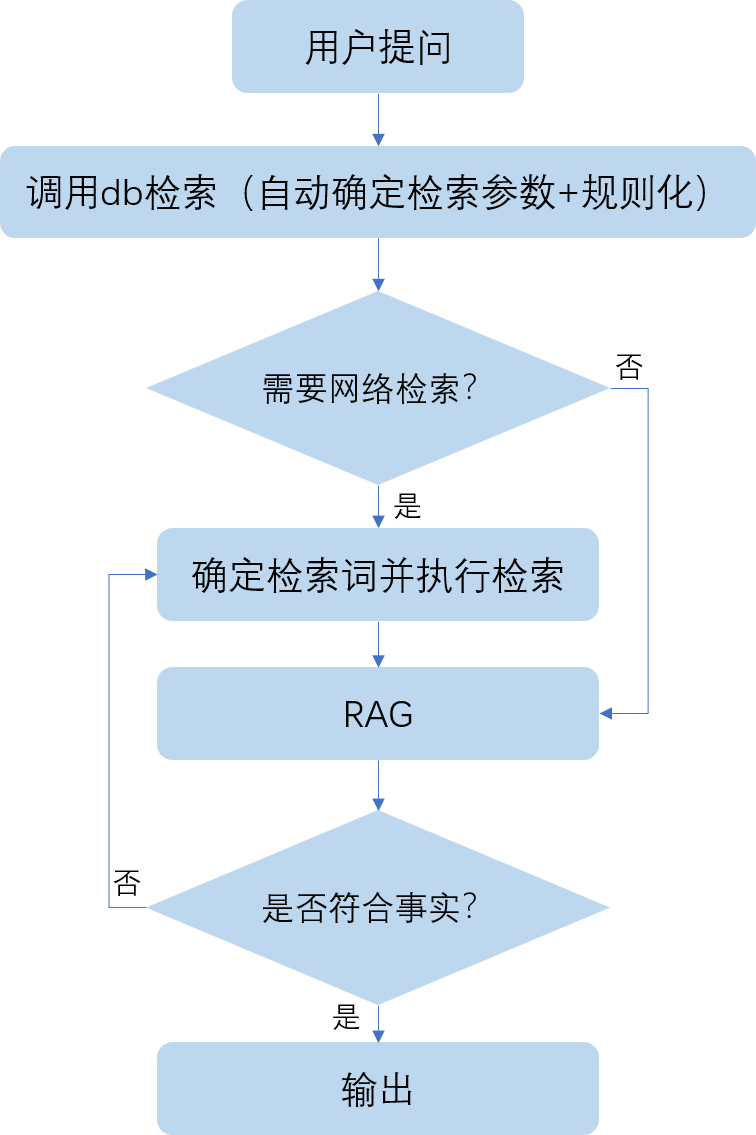 用户提问
调用db检索（自动确定检索参数+规则化）
需要网络检索？
否
是
确定检索词并执行检索
RAG
否
是否符合事实？
是
输出